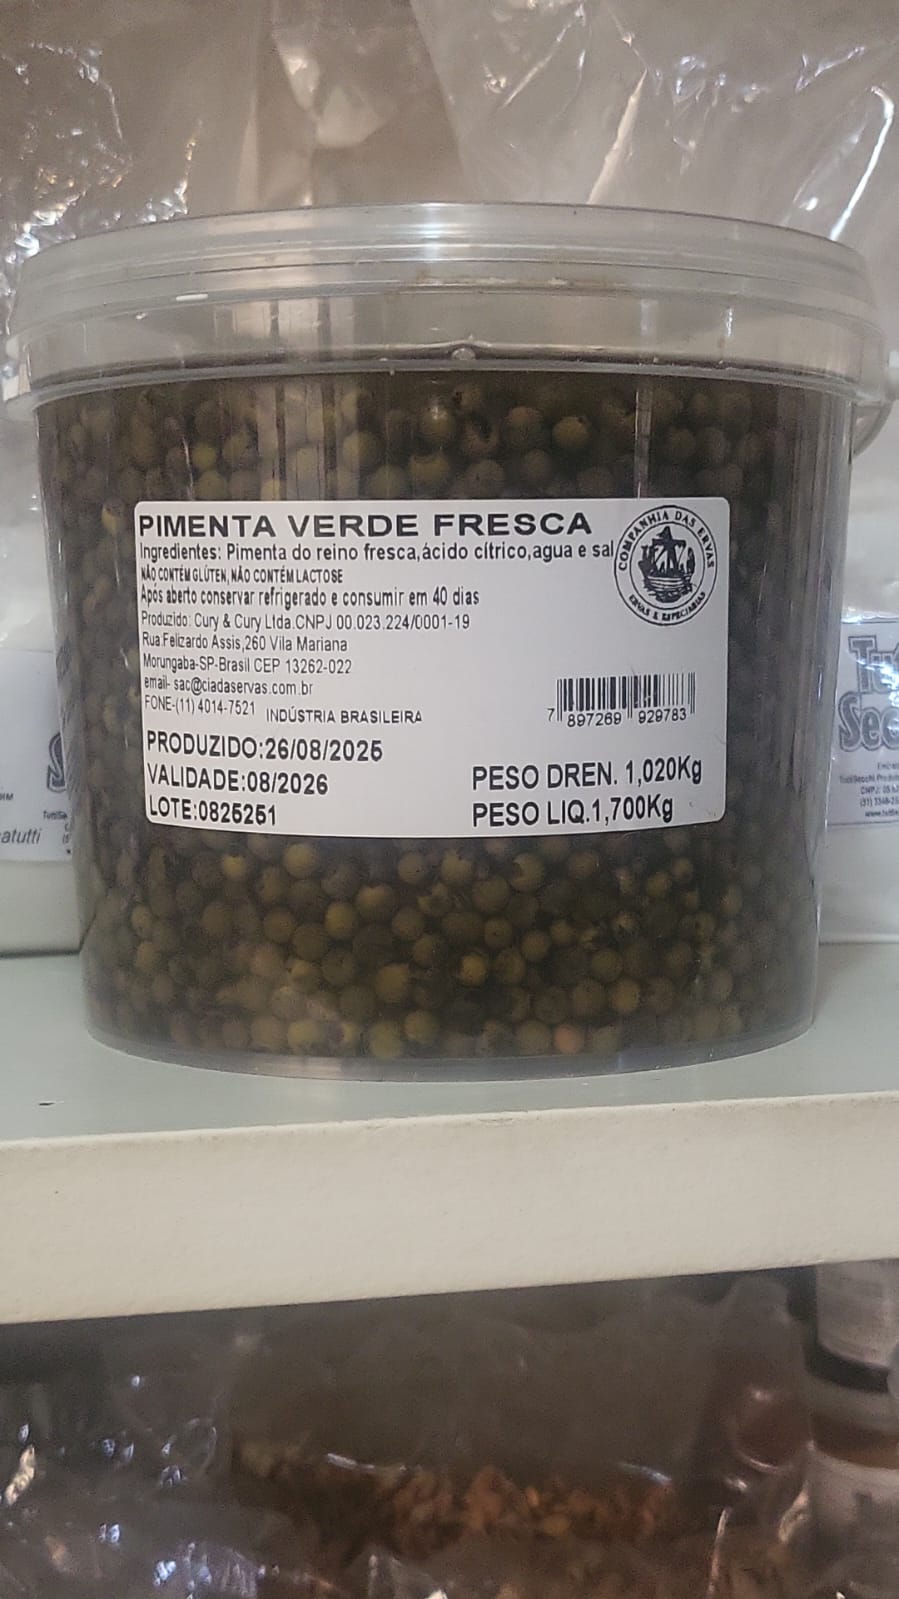 PIMENTA VERDE FRESCA
Ingredientes: Pimenta do reino fresca,ácido cítrico,agua e sal
NÃO CONTÉM GLÚTEN, NÃO CONTÉM LACTOSE
Após aberto conservar refrigerado e consumir em 40 dias
Produzido: Cury & Cury Ltda.CNPJ 00.023.224/0001-19
Rua.Felizardo Assis,260 Vila Mariana
Morungaba-SP-Brasil CEP 13262-022
email- sac@ciadaservas.com.br
FONE-(11) 4014-7521 INDÚSTRIA BRASILEIRA
PRODUZIDO:26/08/2025
VALIDADE:08/2026
LOTE:0825251
COMPANHIA DAS ERVAS
ERVAS E ESPECIARIAS
7 897269 929783
PESO DREN. 1,020Kg
PESO LIQ.1,700Kg
atutti